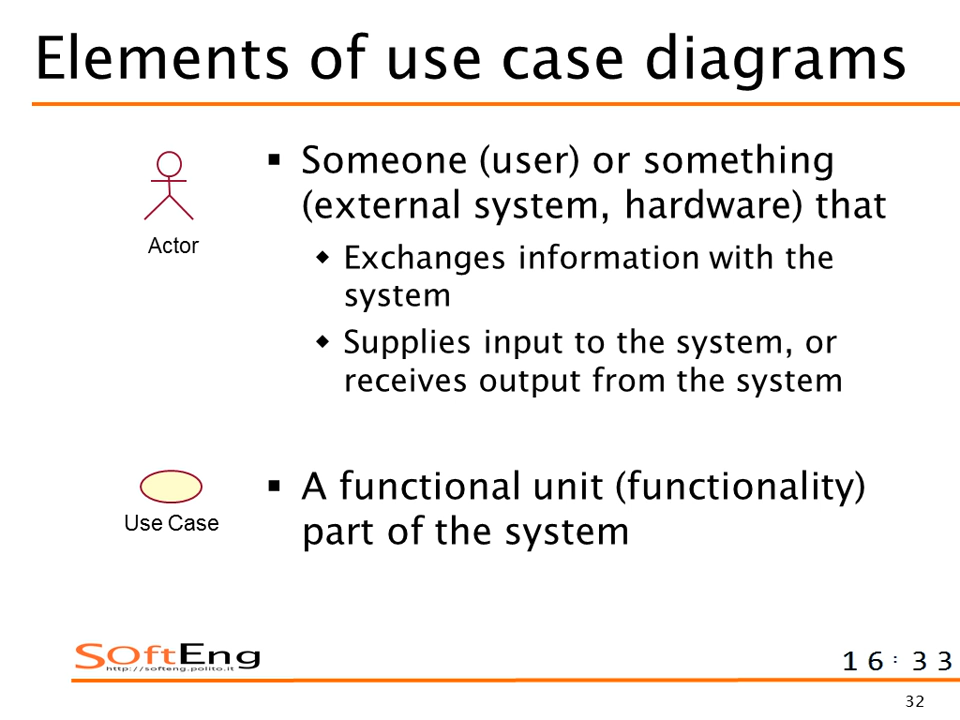 Elements of use case diagrams
Someone (user) or something
(external system, hardware) that
Actor
Exchanges information with the
system
Supplies input to the system, or
receives output from the system
A functional unit (functionality)
part of the system
Use Case
SoftEng
http://softeng.polito.it
16:33
32